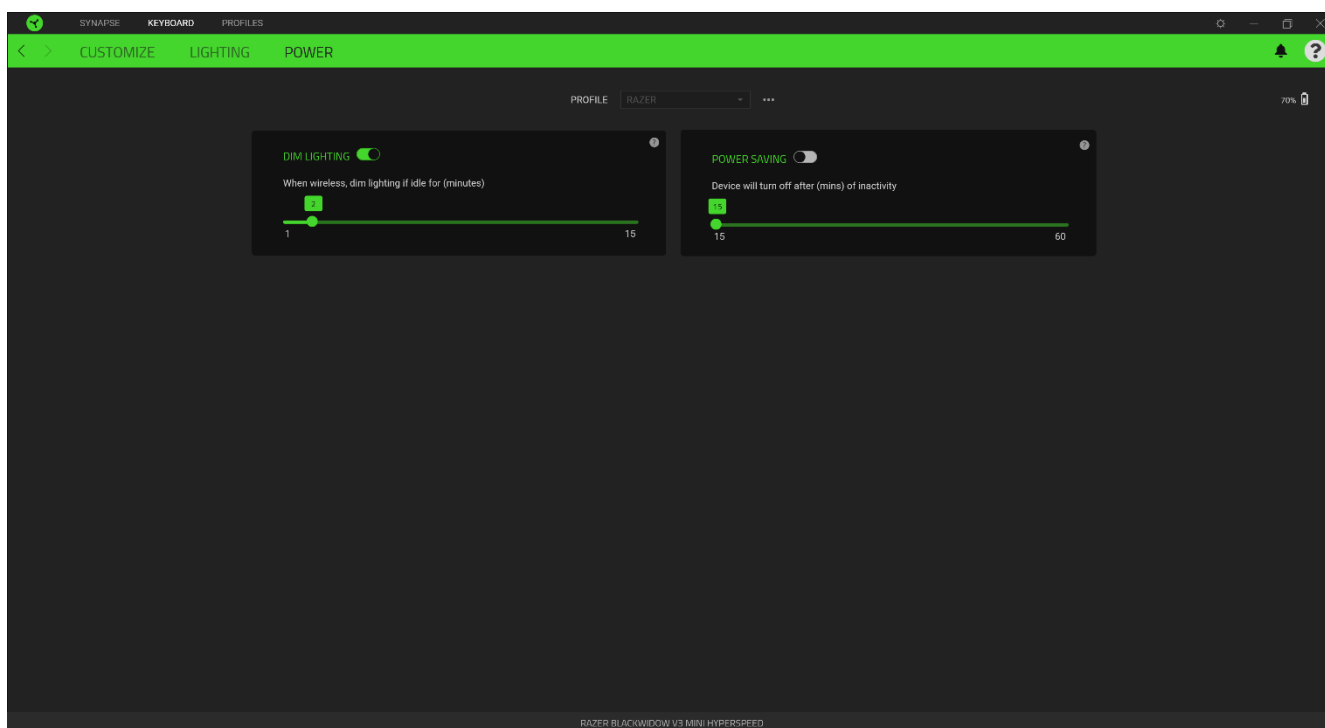 SYNAPSE KEYBOARD PROFILES
CUSTOMIZE LIGHTING POWER
PROFILE RAZER
70%
DIM LIGHTING
When wireless, dim lighting if idle for (minutes)
2
1 15
POWER SAVING
Device will turn off after (mins) of inactivity
15
15 60
RAZER BLACKWIDOW V3 MINI HYPERSPEED